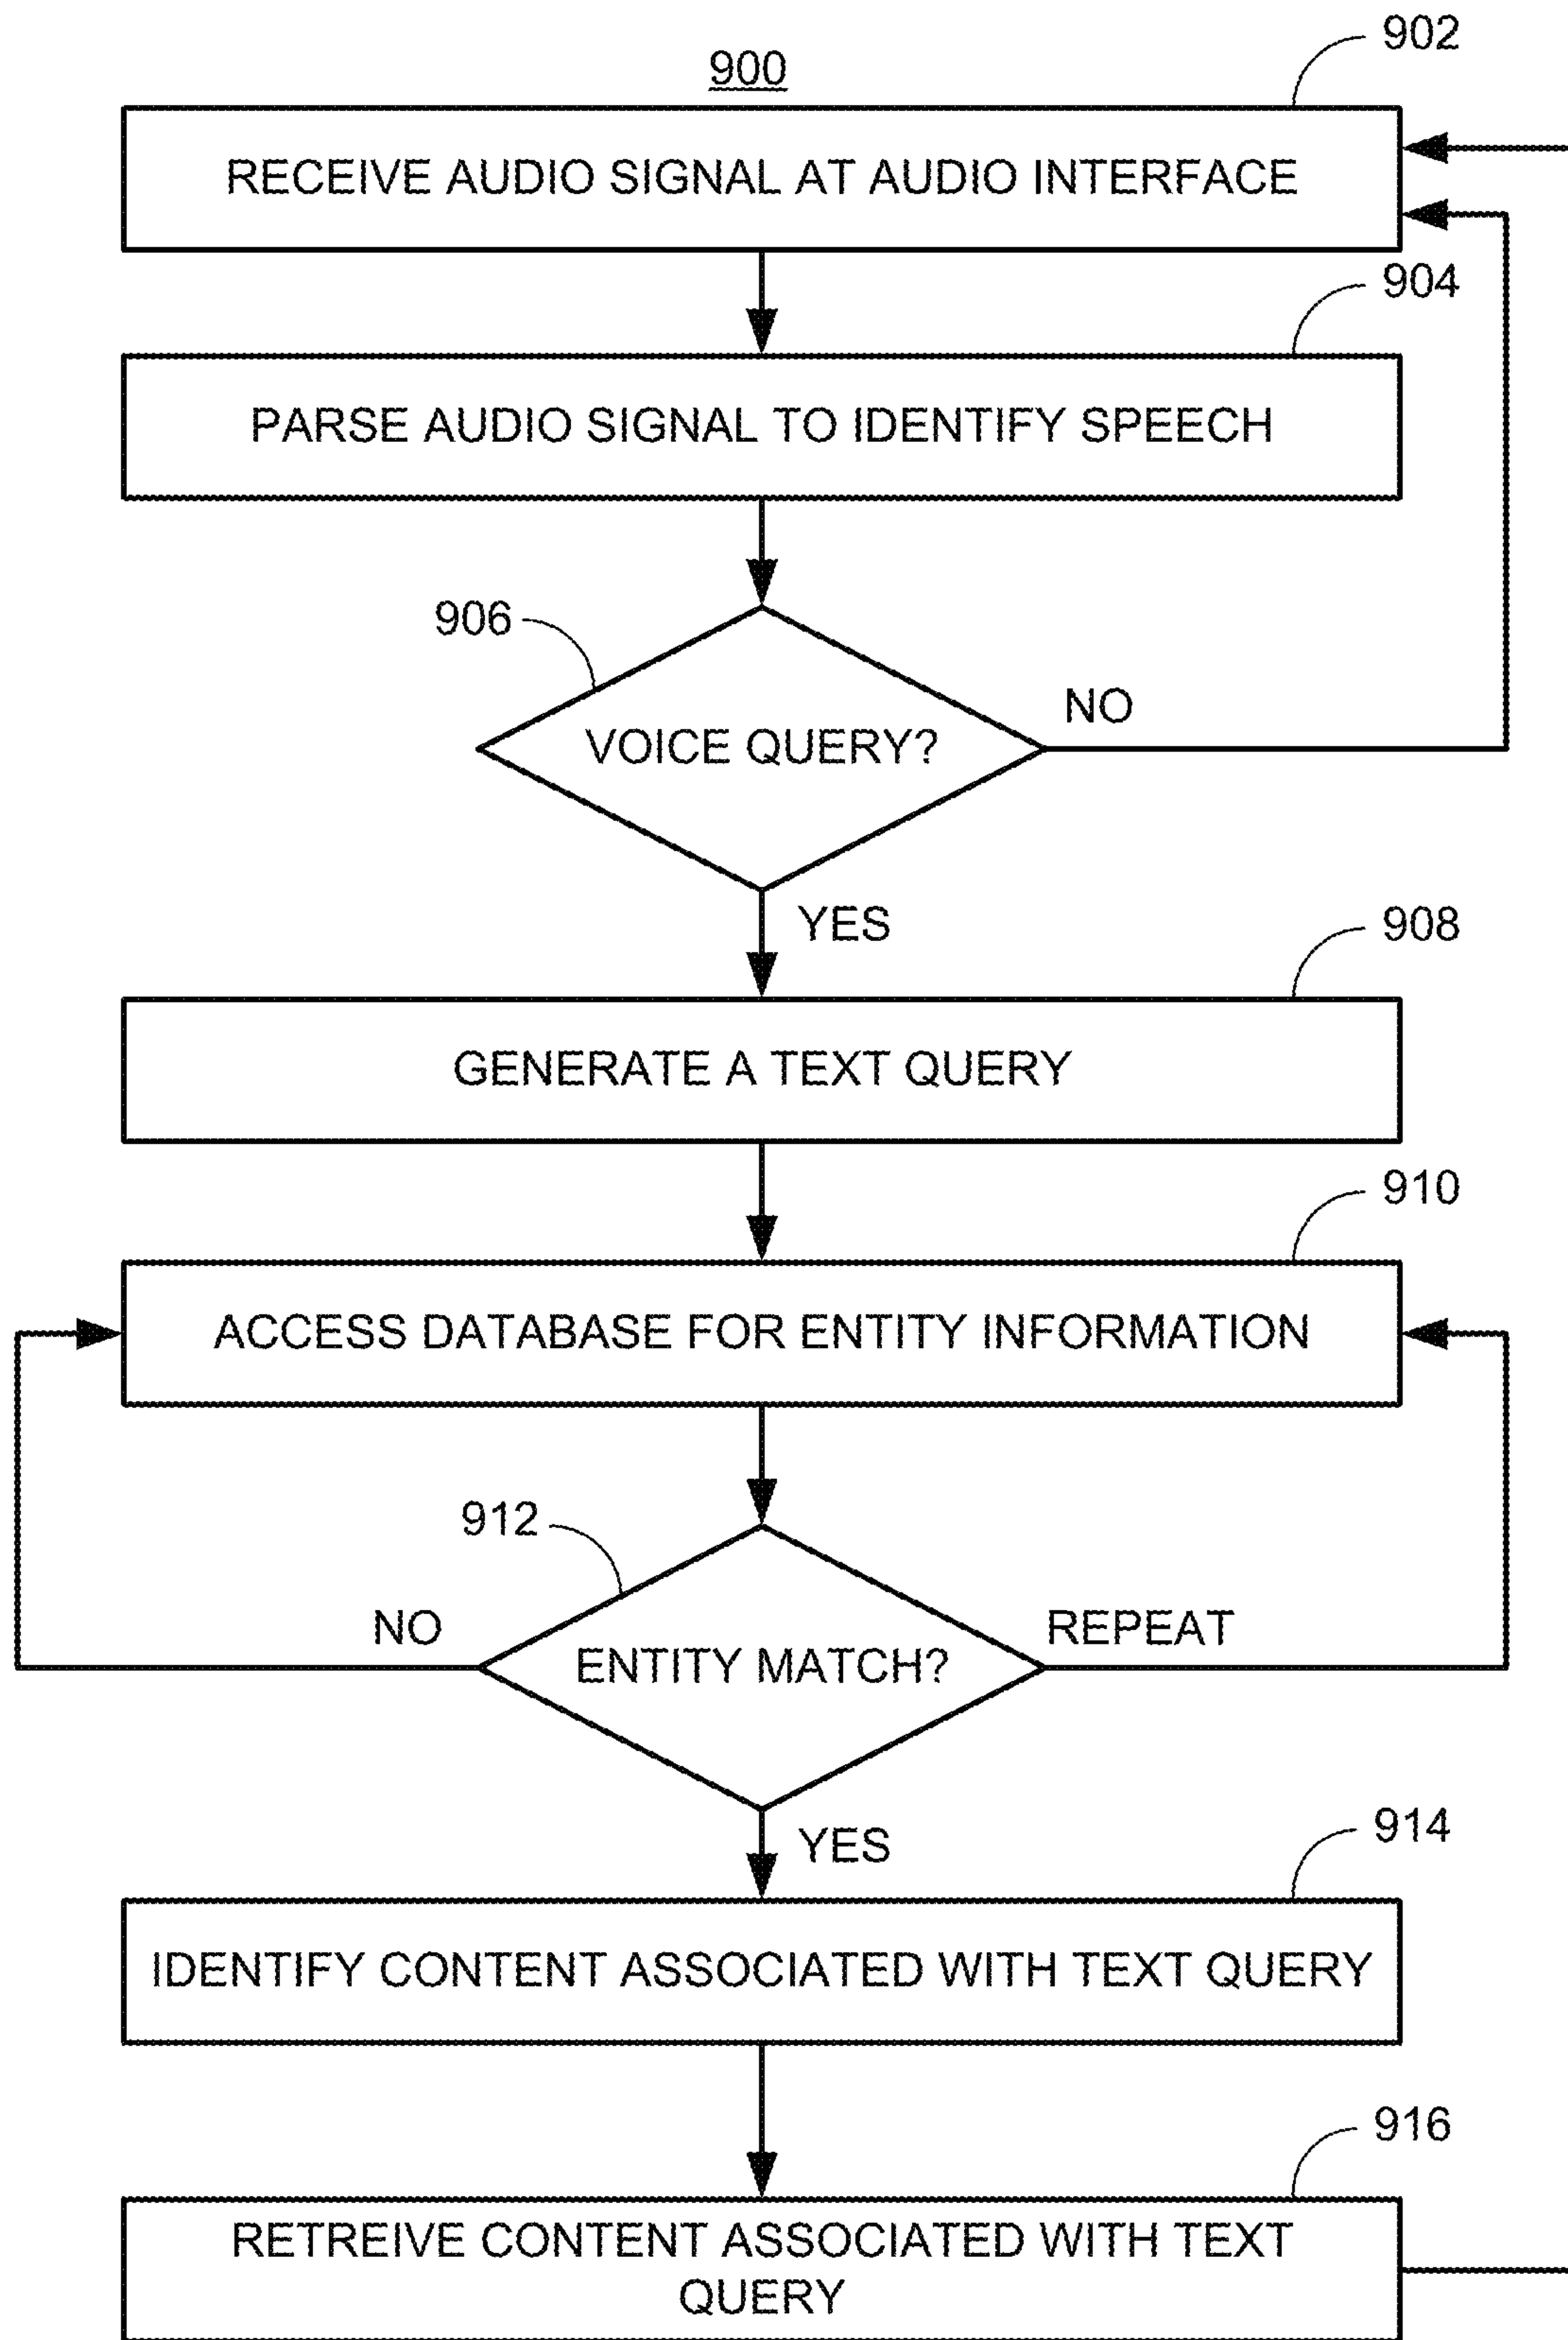 902
900
RECEIVE AUDIO SIGNAL AT AUDIO INTERFACE
904
PARSE AUDIO SIGNAL TO IDENTIFY SPEECH
906
NO
VOICE QUERY?
YES
908
GENERATE A TEXT QUERY
910
ACCESS DATABASE FOR ENTITY INFORMATION
912
NO
REPEAT
ENTITY MATCH?
YES
914
IDENTIFY CONTENT ASSOCIATED WITH TEXT QUERY
916
RETREIVE CONTENT ASSOCIATED WITH TEXT
QUERY